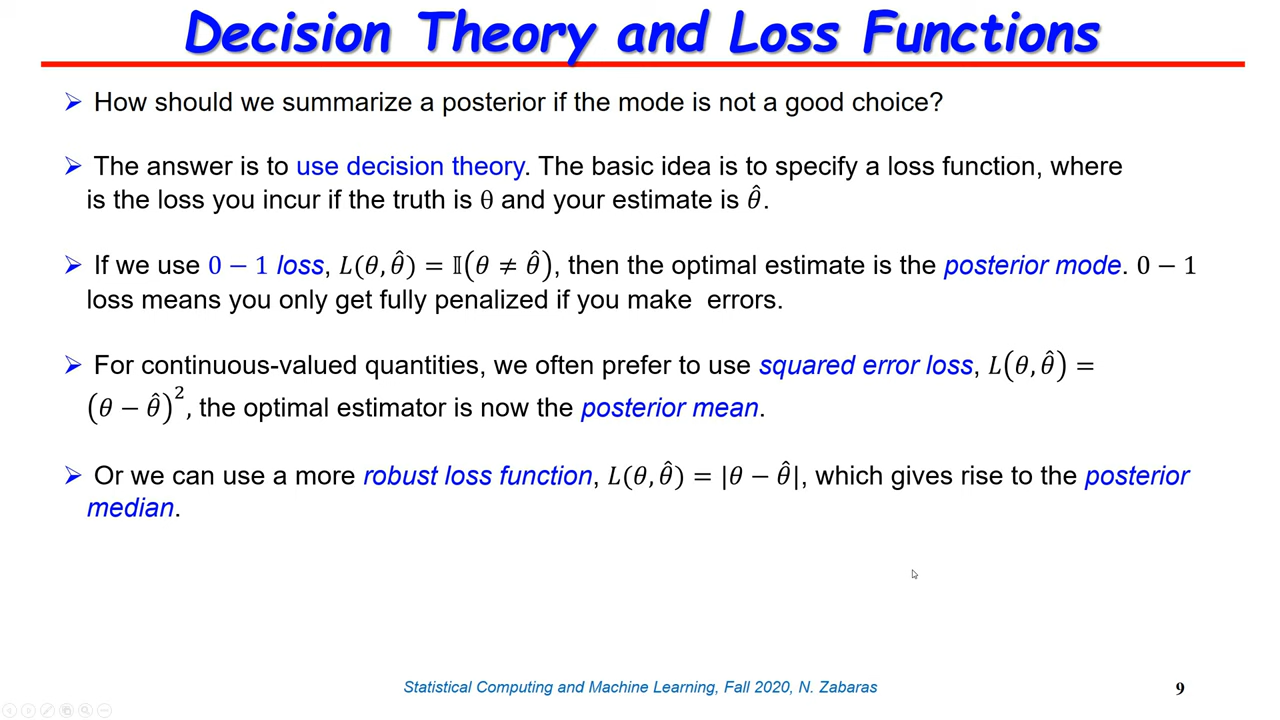 Decision Theory and Loss Functions
➢ How should we summarize a posterior if the mode is not a good choice?
➢ The answer is to use decision theory. The basic idea is to specify a loss function, where
is the loss you incur if the truth is θ and your estimate is θ̂.
➢ If we use 0 − 1 loss, L(θ, θ̂) = 𝕀(θ ≠ θ̂), then the optimal estimate is the posterior mode. 0 − 1
loss means you only get fully penalized if you make errors.
➢ For continuous-valued quantities, we often prefer to use squared error loss, L(θ, θ̂) =
(θ − θ̂)², the optimal estimator is now the posterior mean.
➢ Or we can use a more robust loss function, L(θ, θ̂) = |θ − θ̂|, which gives rise to the posterior
median.
Statistical Computing and Machine Learning, Fall 2020, N. Zabaras
9